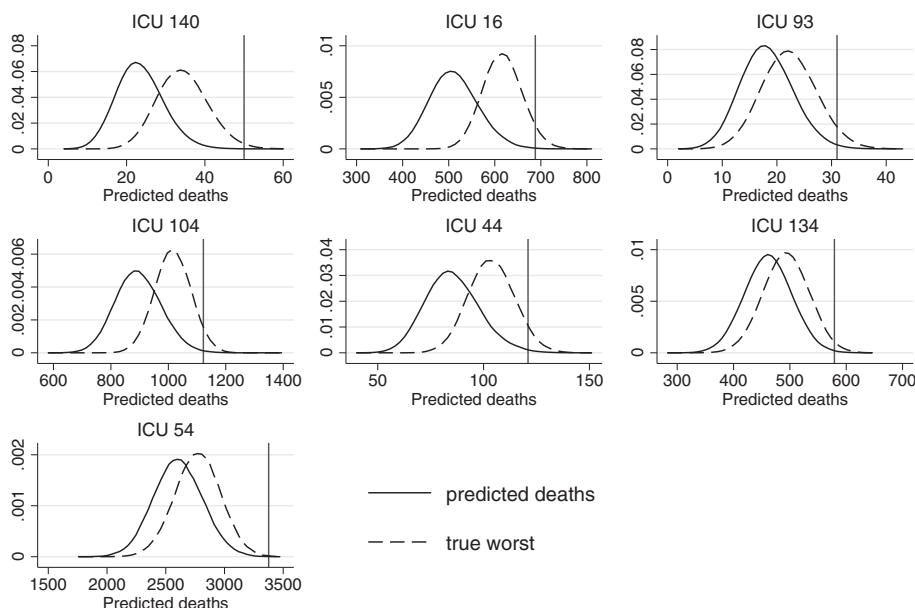 ICU 140
0 .02 .04 .06 .08
0 20 40 60
Predicted deaths
ICU 16
0 .005 .01
300 400 500 600 700 800
Predicted deaths
ICU 93
0 .02 .04 .06 .08
0 10 20 30 40
Predicted deaths
ICU 104
0 .002 .004 .006
600 800 1000 1200 1400
Predicted deaths
ICU 44
0 .01 .02 .03 .04
50 100 150
Predicted deaths
ICU 134
0 .005 .01
300 400 500 600 700
Predicted deaths
ICU 54
0 .001 .002
1500 2000 2500 3000 3500
Predicted deaths
predicted deaths
true worst